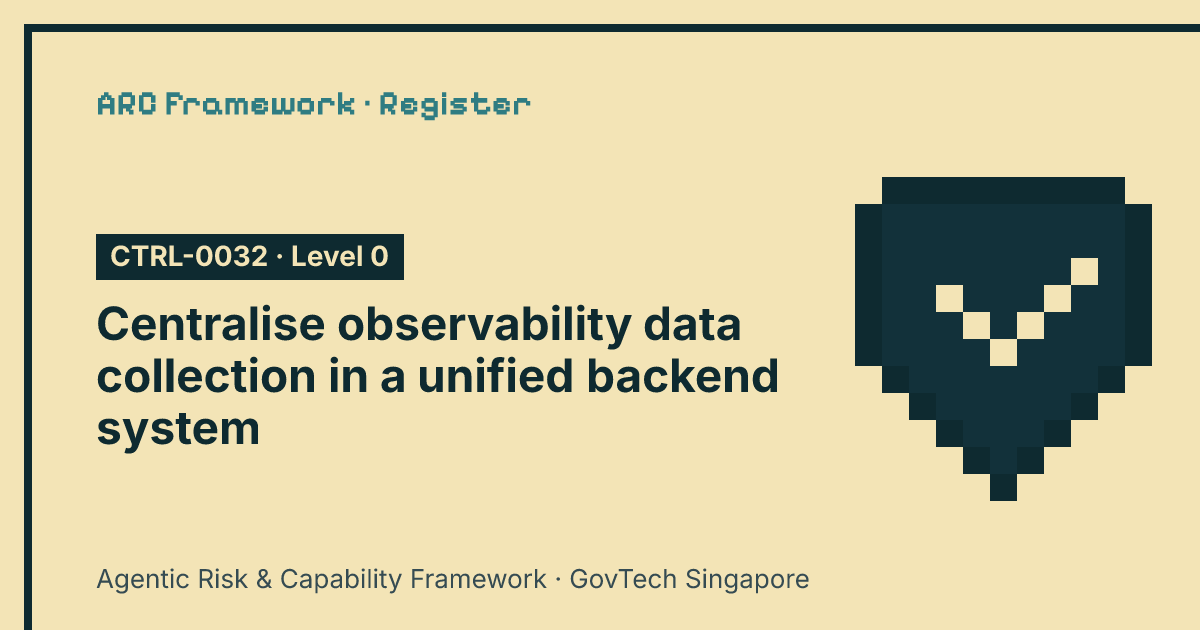 ARC Framework · Register
CTRL-0032 · Level 0
Centralise observability data
collection in a unified backend
system
Agentic Risk & Capability Framework · GovTech Singapore